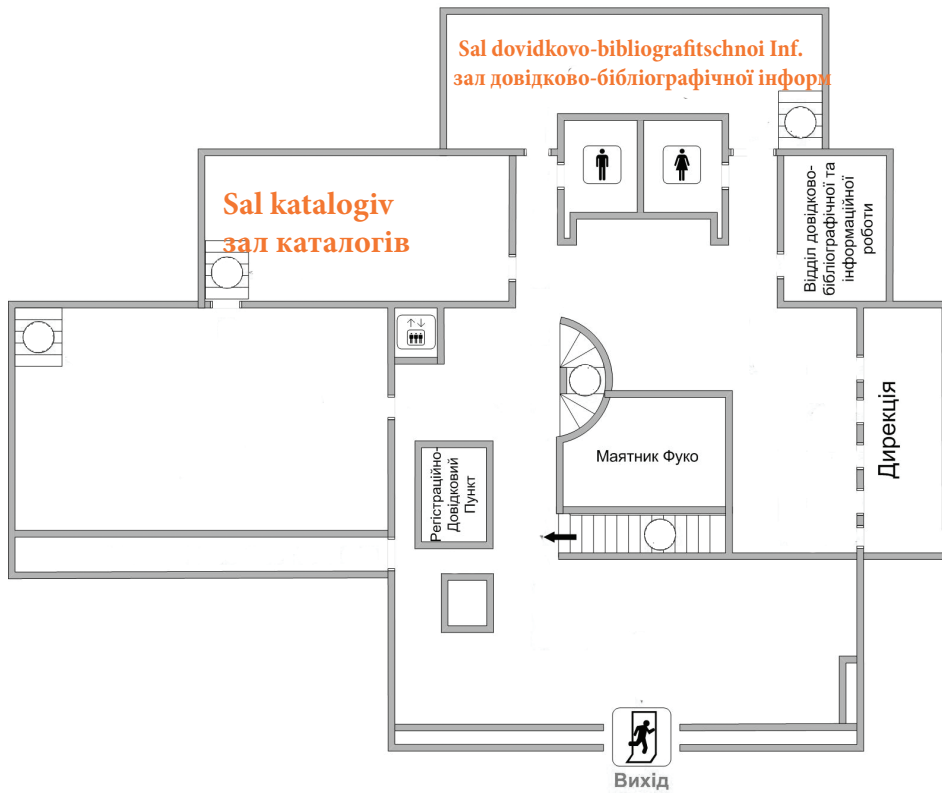 Sal dovidkovo-bibliografitschnoi Inf.
зал довідково-бібліографічної інформ
Sal katalogiv
зал каталогів
Відділ довідково-
бібліографічної та
інформаційної
роботи
Дирекція
Маятник Фуко
Регістраційно-
Довідковий
Пункт
Вихід